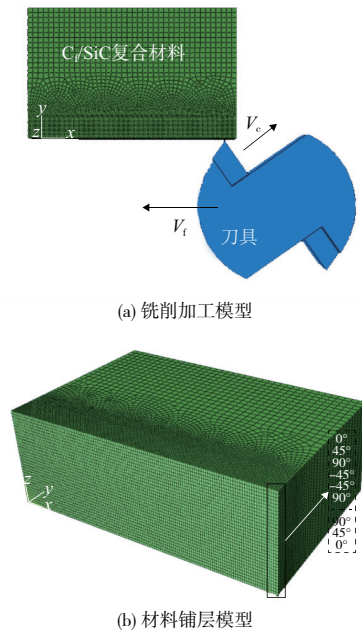 Cf/SiC复合材料
y
z
x
Vc
Vf
刀具
(a) 铣削加工模型
z
y
x
0°
45°
90°
−45°
−45°
90°
90°
45°
0°
(b) 材料铺层模型